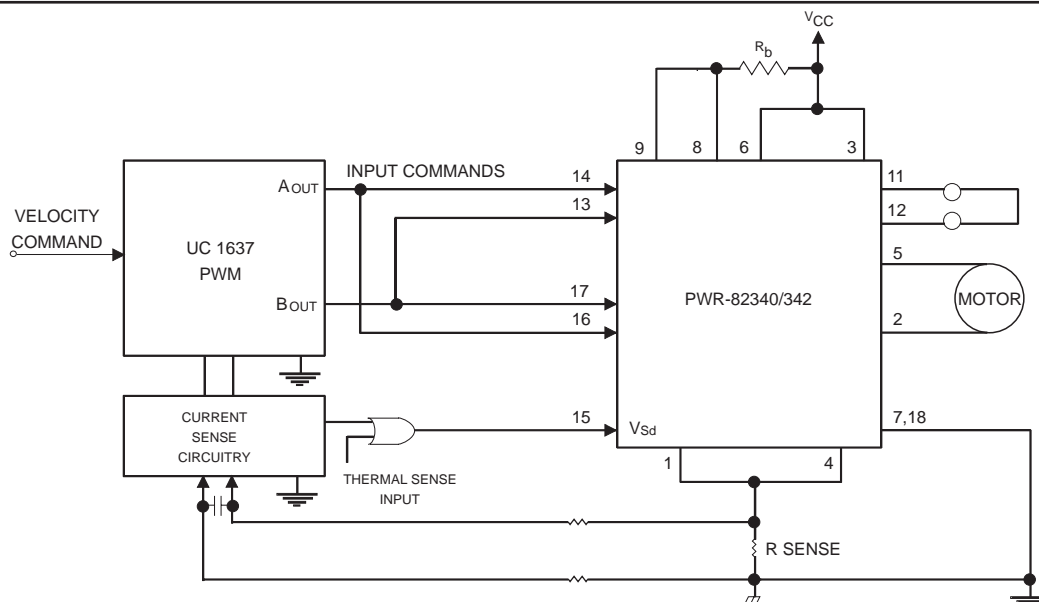 VCC
Rb
9
8
6
3
INPUT COMMANDS
AOUT
14
11
13
12
VELOCITY
COMMAND
UC 1637
PWM
5
BOUT
17
PWR-82340/342
MOTOR
16
2
CURRENT
SENSE
CIRCUITRY
15
VSd
7,18
1
4
THERMAL SENSE
INPUT
R SENSE